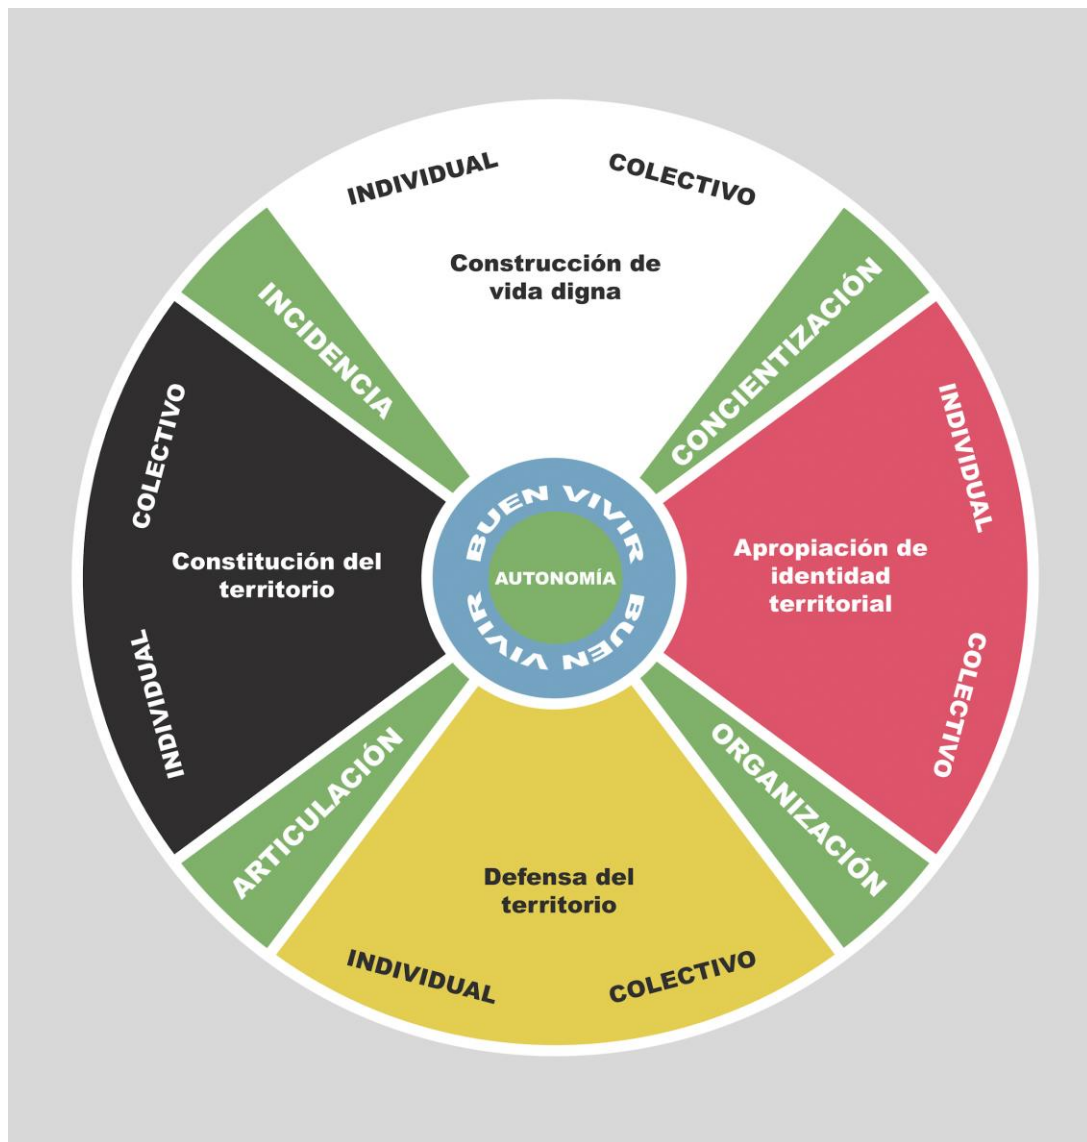 INDIVIDUAL
COLECTIVO
Construcción de
vida digna
INCIDENCIA
CONCIENTIZACIÓN
COLECTIVO
Constitución del
territorio
INDIVIDUAL
BUEN VIVIR
AUTONOMÍA
BUEN VIVIR
INDIVIDUAL
Apropiación de
identidad
territorial
COLECTIVO
ARTICULACIÓN
ORGANIZACIÓN
Defensa del
territorio
INDIVIDUAL
COLECTIVO